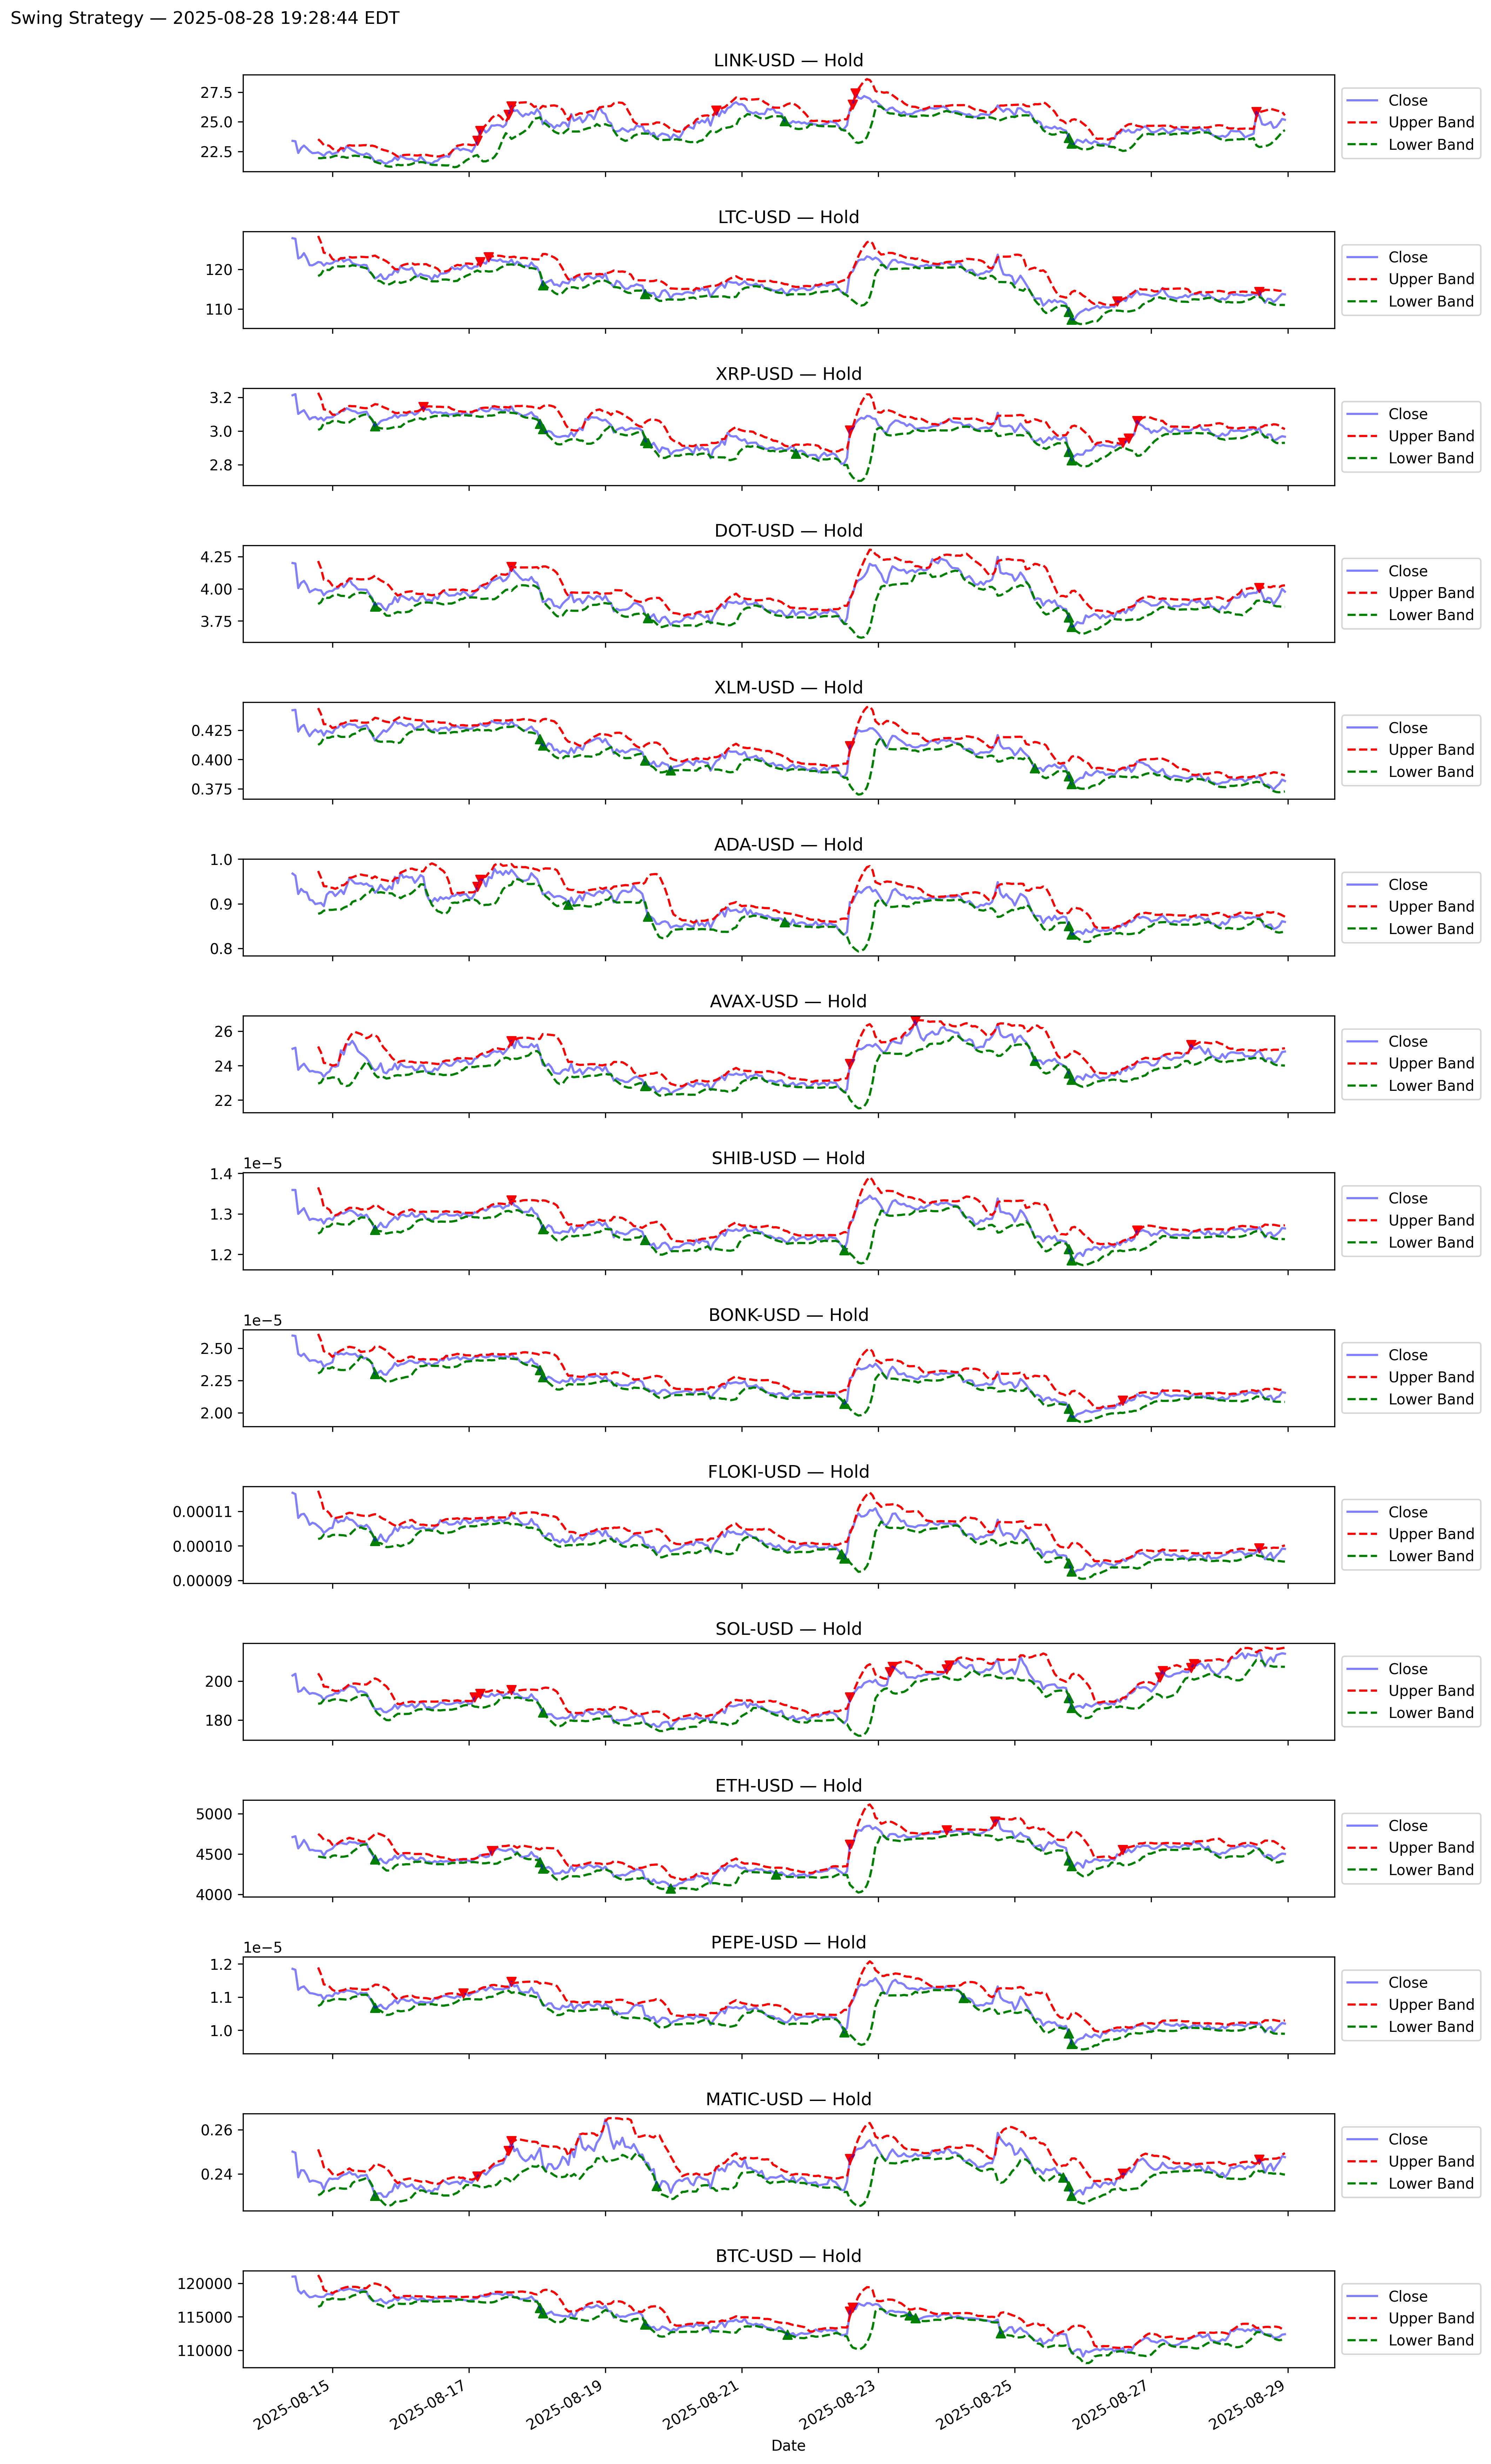 Swing Strategy — 2025-08-28 19:28:44 EDT
LINK-USD — Hold
27.5
25.0
22.5
Close
Upper Band
Lower Band
LTC-USD — Hold
120
110
Close
Upper Band
Lower Band
XRP-USD — Hold
3.2
3.0
2.8
Close
Upper Band
Lower Band
DOT-USD — Hold
4.25
4.00
3.75
Close
Upper Band
Lower Band
XLM-USD — Hold
0.425
0.400
0.375
Close
Upper Band
Lower Band
ADA-USD — Hold
1.0
0.9
0.8
Close
Upper Band
Lower Band
AVAX-USD — Hold
26
24
22
Close
Upper Band
Lower Band
SHIB-USD — Hold
1e−5
1.4
1.3
1.2
Close
Upper Band
Lower Band
BONK-USD — Hold
1e−5
2.50
2.25
2.00
Close
Upper Band
Lower Band
FLOKI-USD — Hold
0.00011
0.00010
0.00009
Close
Upper Band
Lower Band
SOL-USD — Hold
200
180
Close
Upper Band
Lower Band
ETH-USD — Hold
5000
4500
4000
Close
Upper Band
Lower Band
PEPE-USD — Hold
1e−5
1.2
1.1
1.0
Close
Upper Band
Lower Band
MATIC-USD — Hold
0.26
0.24
Close
Upper Band
Lower Band
BTC-USD — Hold
120000
115000
110000
Close
Upper Band
Lower Band
2025-08-15
2025-08-17
2025-08-19
2025-08-21
2025-08-23
2025-08-25
2025-08-27
2025-08-29
Date